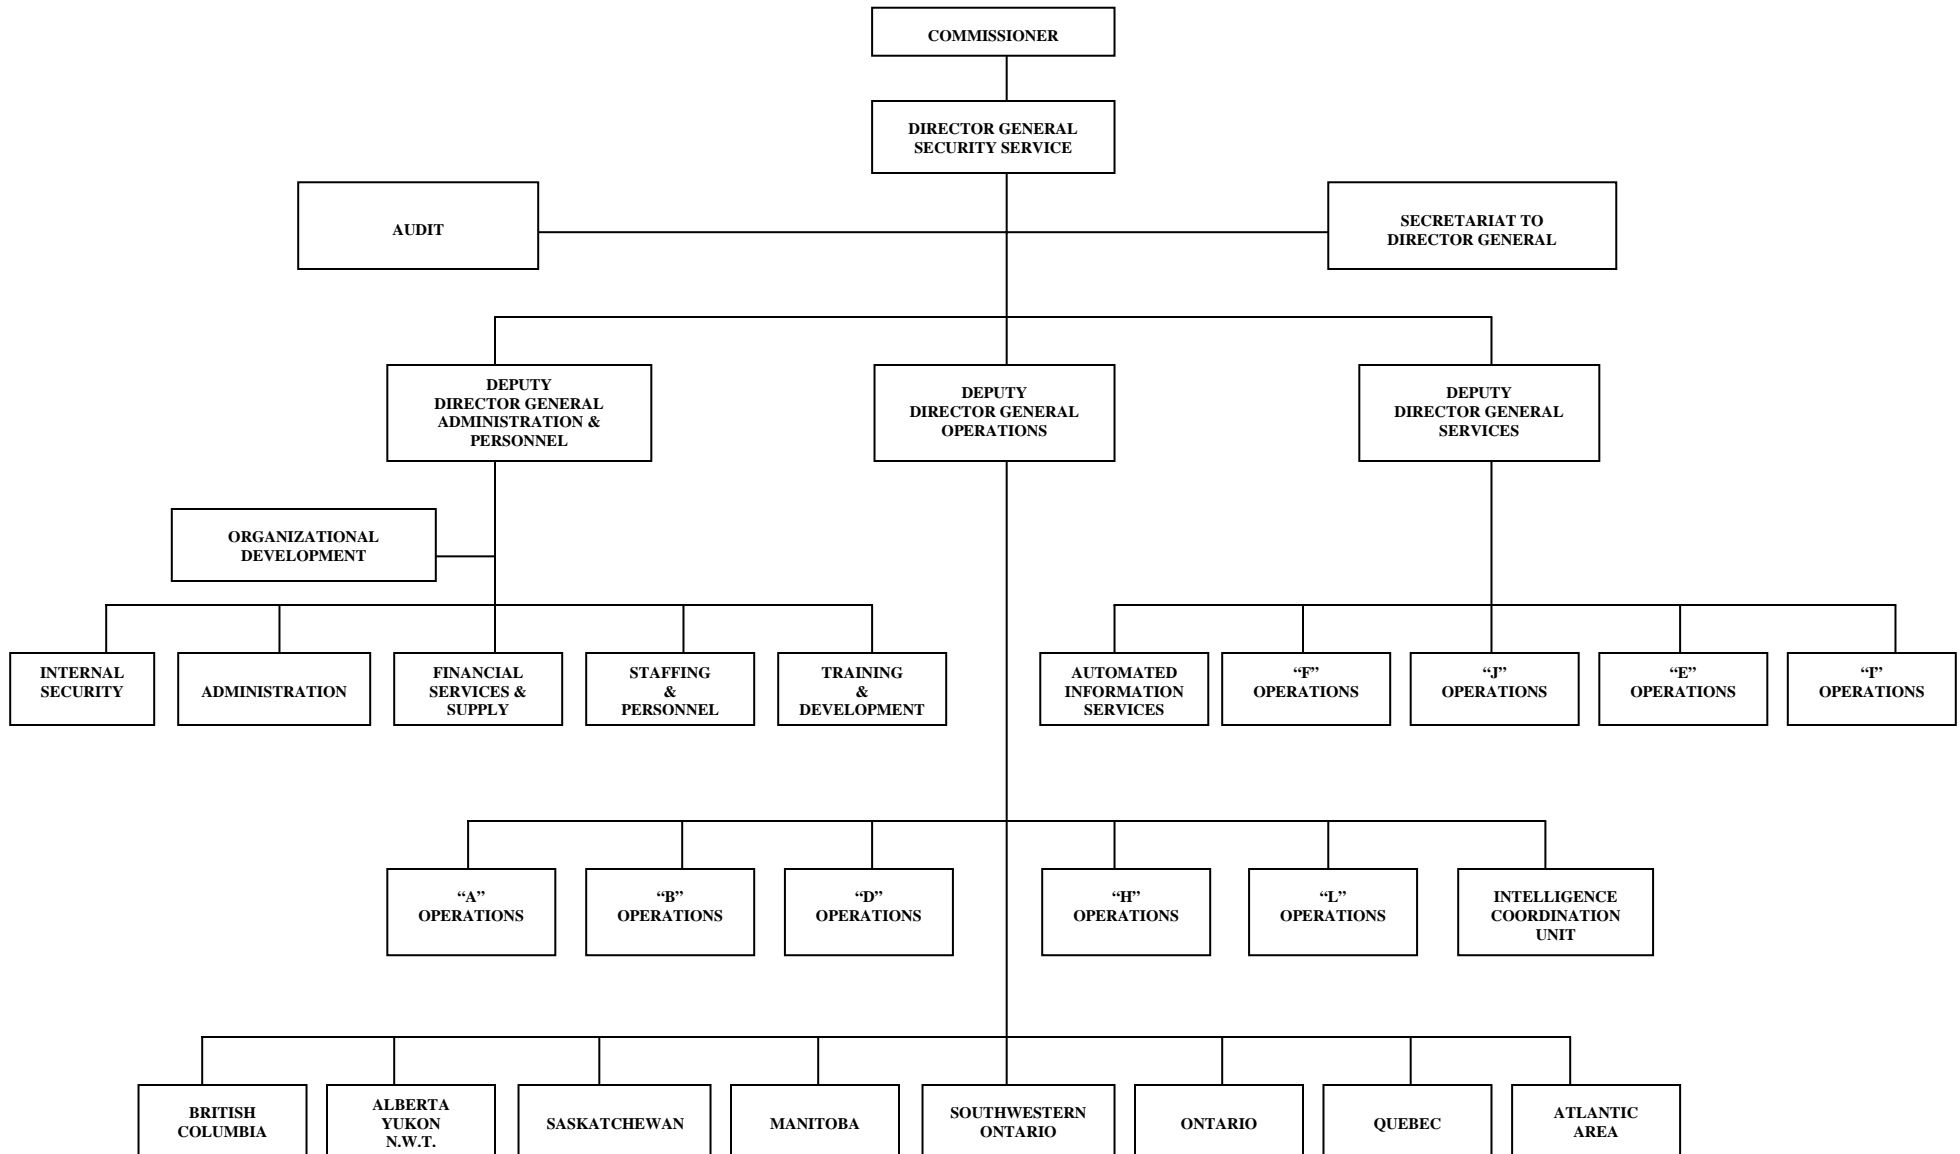 COMMISSIONER
DIRECTOR GENERAL
SECURITY SERVICE
AUDIT
SECRETARIAT TO
DIRECTOR GENERAL
DEPUTY
DIRECTOR GENERAL
ADMINISTRATION &
PERSONNEL
DEPUTY
DIRECTOR GENERAL
OPERATIONS
DEPUTY
DIRECTOR GENERAL
SERVICES
ORGANIZATIONAL
DEVELOPMENT
INTERNAL
SECURITY
ADMINISTRATION
FINANCIAL
SERVICES &
SUPPLY
STAFFING
&
PERSONNEL
TRAINING
&
DEVELOPMENT
AUTOMATED
INFORMATION
SERVICES
“F”
OPERATIONS
“J”
OPERATIONS
“E”
OPERATIONS
“I”
OPERATIONS
“A”
OPERATIONS
“B”
OPERATIONS
“D”
OPERATIONS
“H”
OPERATIONS
“L”
OPERATIONS
INTELLIGENCE
COORDINATION
UNIT
BRITISH
COLUMBIA
ALBERTA
YUKON
N.W.T.
SASKATCHEWAN
MANITOBA
SOUTHWESTERN
ONTARIO
ONTARIO
QUEBEC
ATLANTIC
AREA